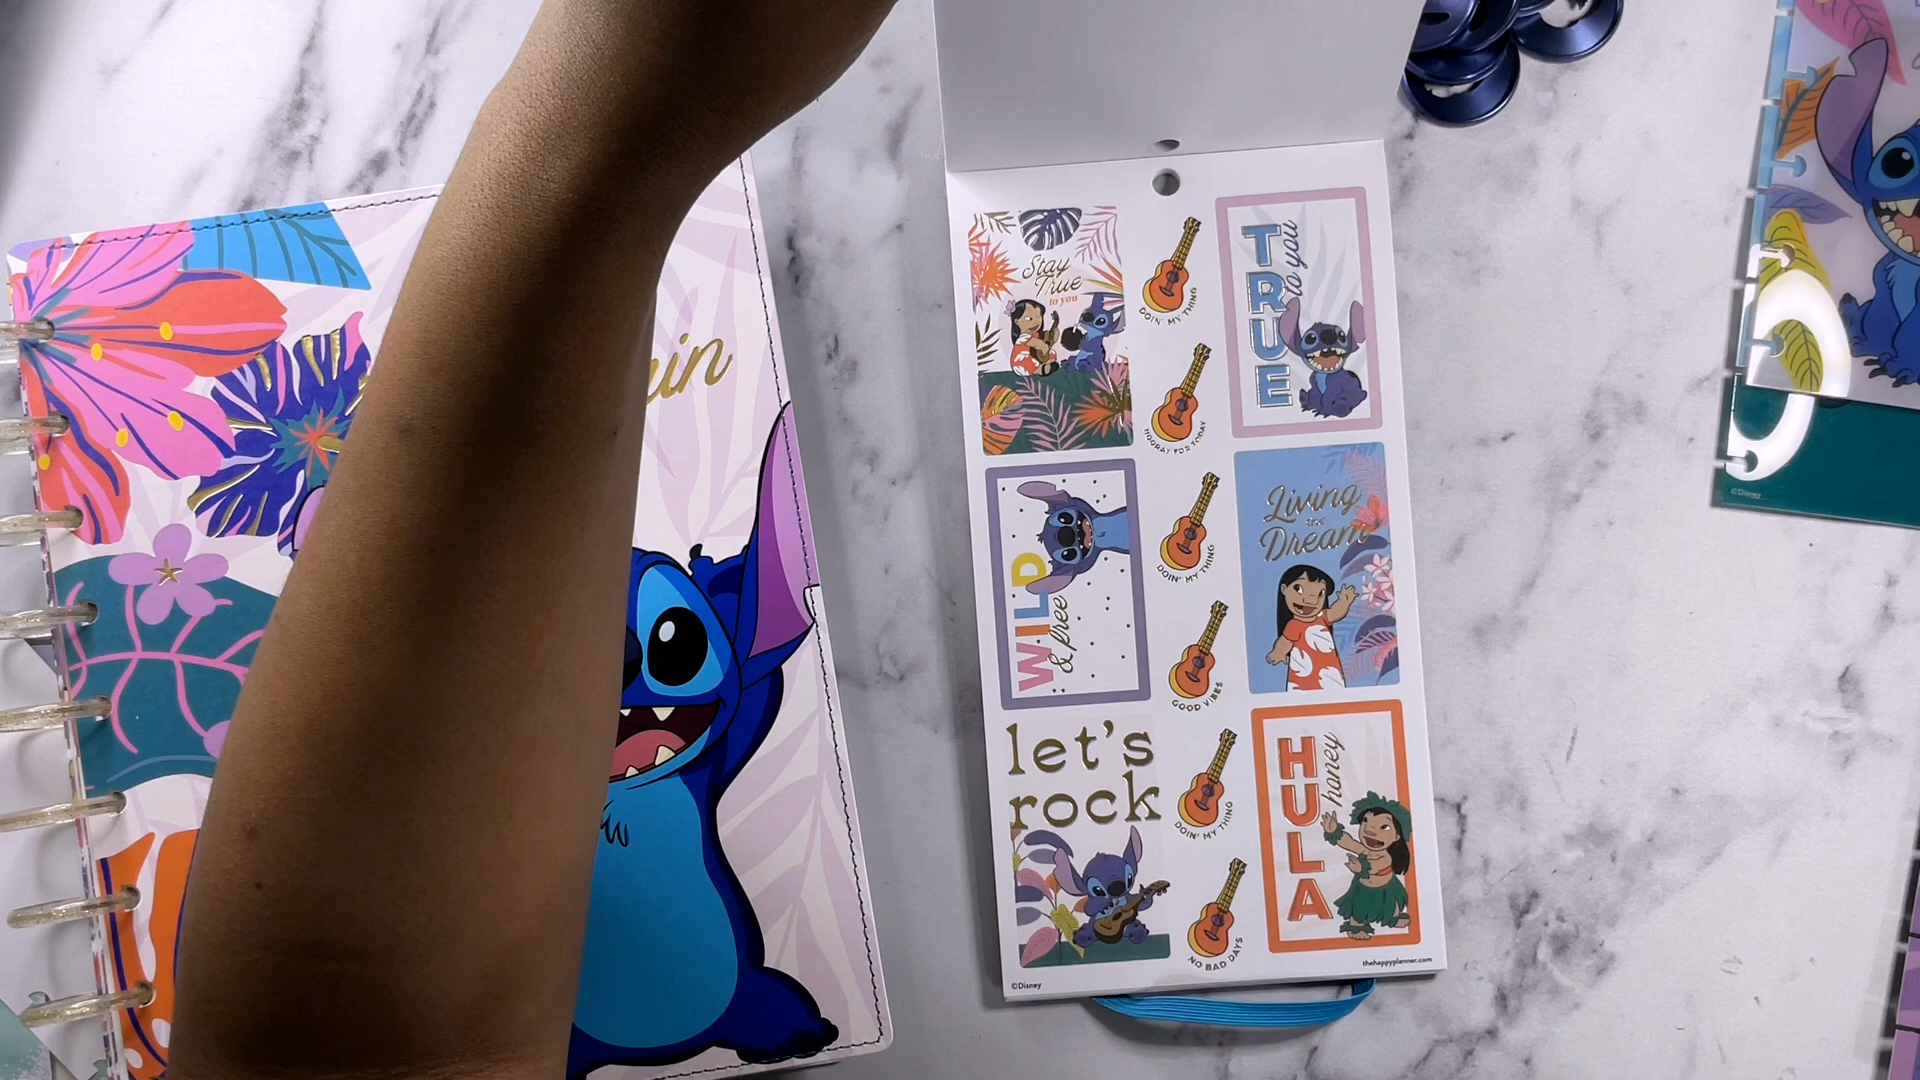 Stay
True
to you
DOIN' MY THING
TRUE
to you
HOORAY FOR TODAY
WILD
& free
DOIN' MY THING
Living
the
Dream
GOOD VIBES
let's
rock
DOIN' MY THING
HULA
honey
NO BAD DAYS
thehappyplanner.com
©Disney
©Disney